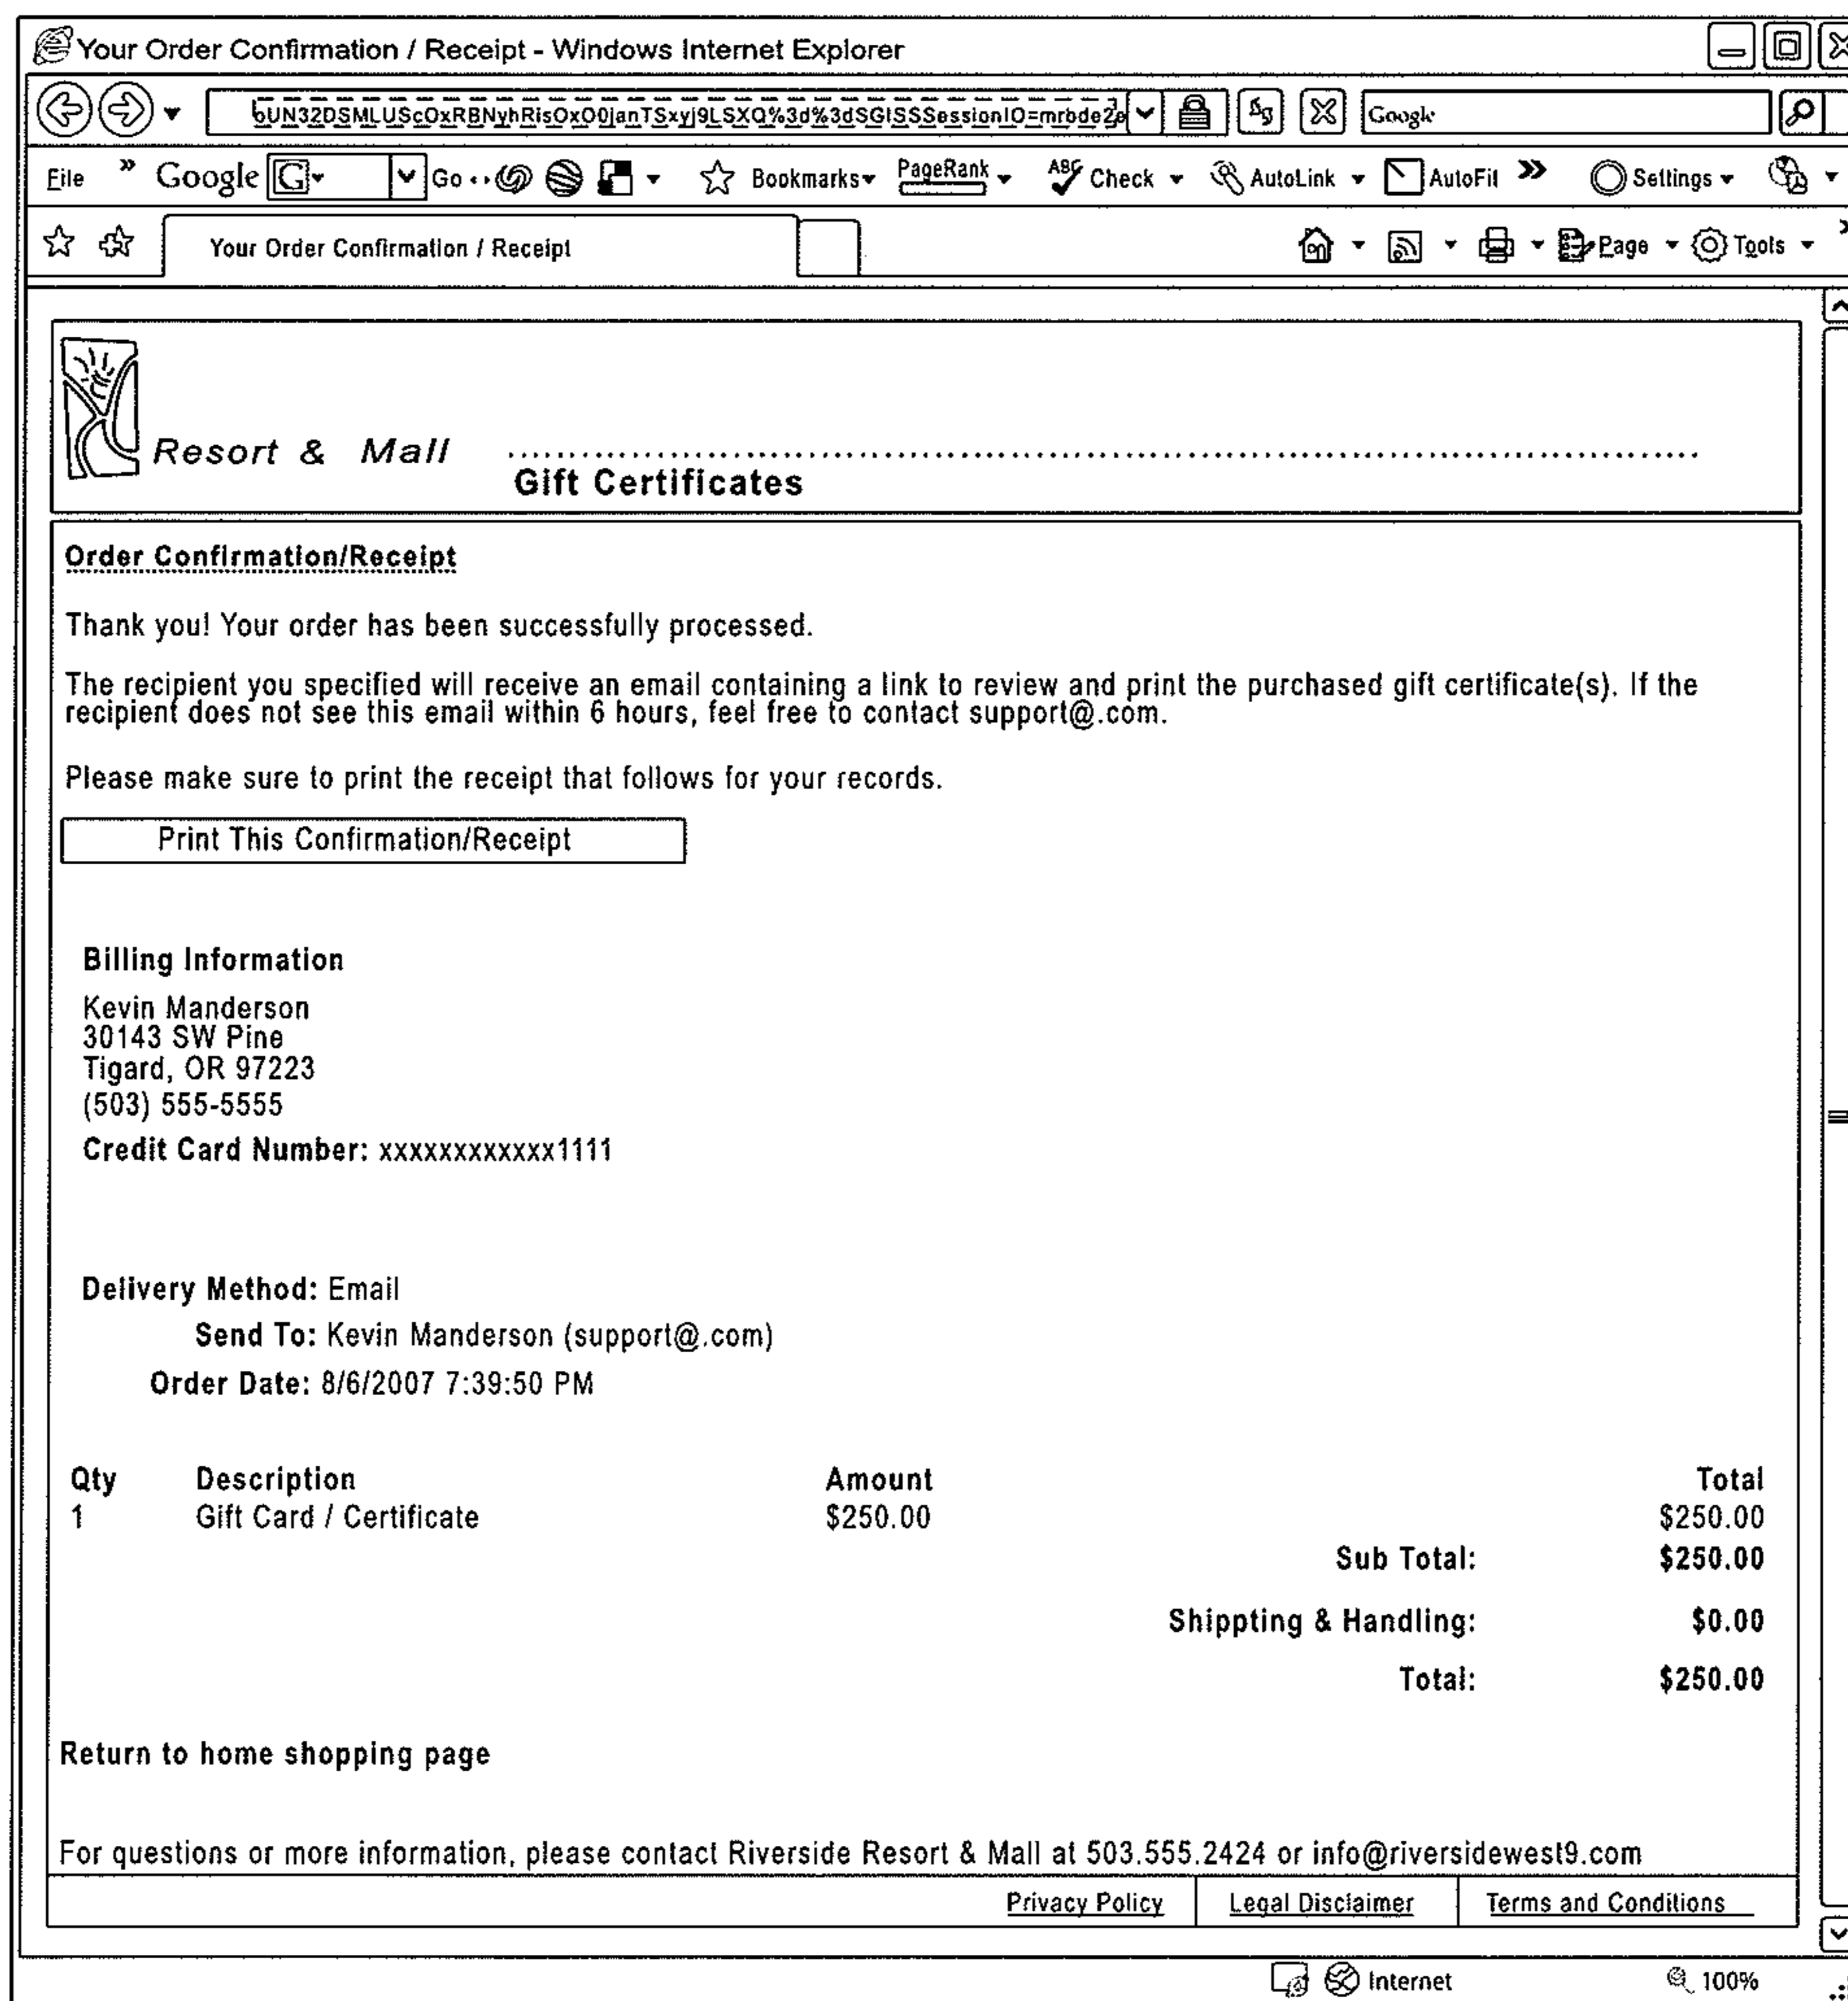 Your Order Confirmation / Receipt - Windows Internet Explorer
Google
File » Google G Go Bookmarks PageRank ABC Check AutoLink AutoFil » Settings
Your Order Confirmation / Receipt Page Tools
Resort & Mall
Gift Certificates
Order Confirmation/Receipt
Thank you! Your order has been successfully processed.
The recipient you specified will receive an email containing a link to review and print the purchased gift certificate(s). If the
recipient does not see this email within 6 hours, feel free to contact support@.com.
Please make sure to print the receipt that follows for your records.
Print This Confirmation/Receipt
Billing Information
Kevin Manderson
30143 SW Pine
Tigard, OR 97223
(503) 555-5555
Credit Card Number: xxxxxxxxxxxx1111
Delivery Method: Email
Send To: Kevin Manderson (support@.com)
Order Date: 8/6/2007 7:39:50 PM
Qty Description Amount Total
1 Gift Card / Certificate $250.00 $250.00
Sub Total: $250.00
Shippting & Handling: $0.00
Total: $250.00
Return to home shopping page
For questions or more information, please contact Riverside Resort & Mall at 503.555.2424 or info@riversidewest9.com
Privacy Policy Legal Disclaimer Terms and Conditions
Internet 100%